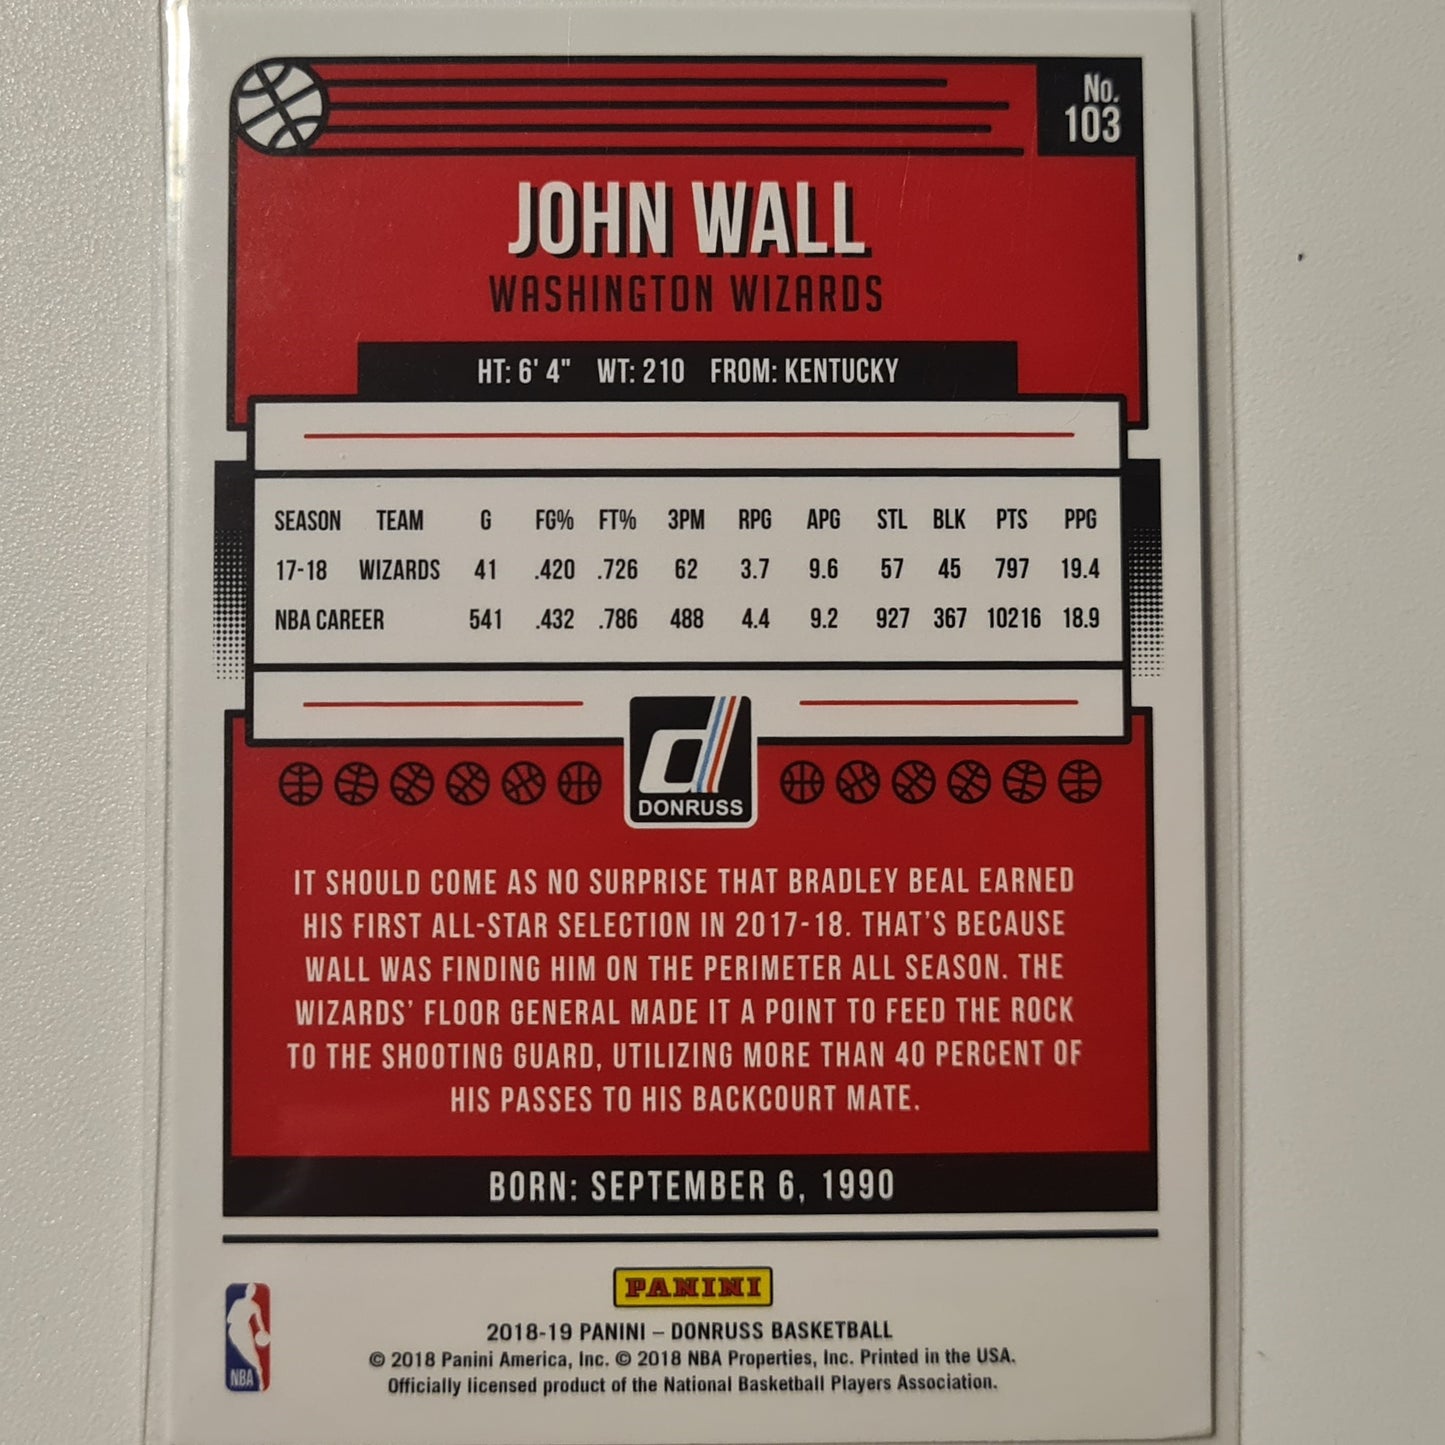 No.
103
JOHN WALL
WASHINGTON WIZARDS
HT: 6' 4" WT: 210 FROM: KENTUCKY
SEASON TEAM G FG% FT% 3PM RPG APG STL BLK PTS PPG
17-18 WIZARDS 41 .420 .726 62 3.7 9.6 57 45 797 19.4
NBA CAREER 541 .432 .786 488 4.4 9.2 927 367 10216 18.9
d
DONRUSS
IT SHOULD COME AS NO SURPRISE THAT BRADLEY BEAL EARNED
HIS FIRST ALL-STAR SELECTION IN 2017-18. THAT'S BECAUSE
WALL WAS FINDING HIM ON THE PERIMETER ALL SEASON. THE
WIZARDS' FLOOR GENERAL MADE IT A POINT TO FEED THE ROCK
TO THE SHOOTING GUARD, UTILIZING MORE THAN 40 PERCENT OF
HIS PASSES TO HIS BACKCOURT MATE.
BORN: SEPTEMBER 6, 1990
PANINI
NBA
2018-19 PANINI – DONRUSS BASKETBALL
© 2018 Panini America, Inc. © 2018 NBA Properties, Inc. Printed in the USA.
Officially licensed product of the National Basketball Players Association.